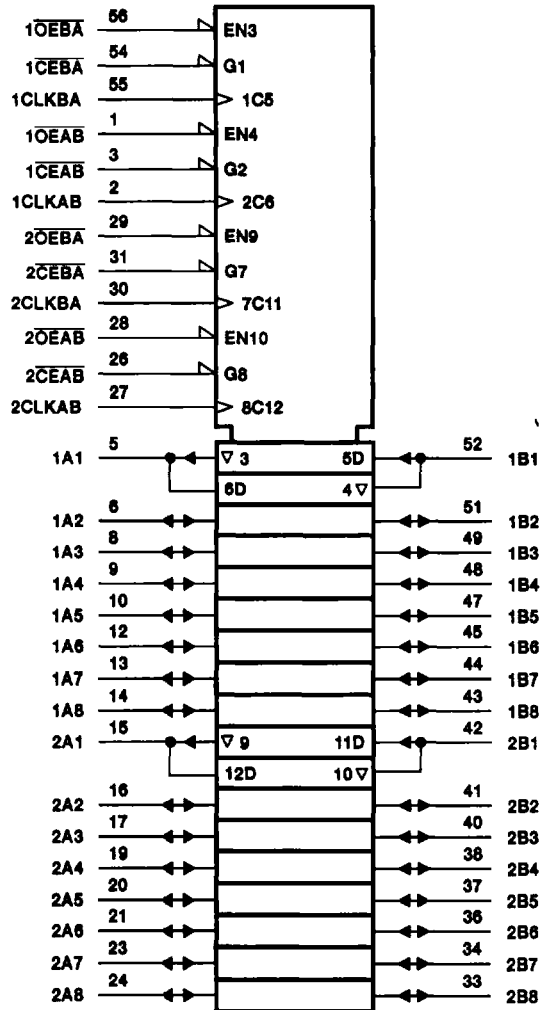 1OEBA 56 EN3
1CEBA 54 G1
1CLKBA 55 1C5
1OEAB 1 EN4
1CEAB 3 G2
1CLKAB 2 2C6
2OEBA 29 EN9
2CEBA 31 G7
2CLKBA 30 7C11
2OEAB 28 EN10
2CEAB 26 G8
2CLKAB 27 8C12
1A1 5 ▽ 3 5D 52 1B1
6D 4 ▽
1A2 6 51 1B2
1A3 8 49 1B3
1A4 9 48 1B4
1A5 10 47 1B5
1A6 12 45 1B6
1A7 13 44 1B7
1A8 14 43 1B8
2A1 15 ▽ 9 11D 42 2B1
12D 10 ▽
2A2 16 41 2B2
2A3 17 40 2B3
2A4 19 38 2B4
2A5 20 37 2B5
2A6 21 36 2B6
2A7 23 34 2B7
2A8 24 33 2B8